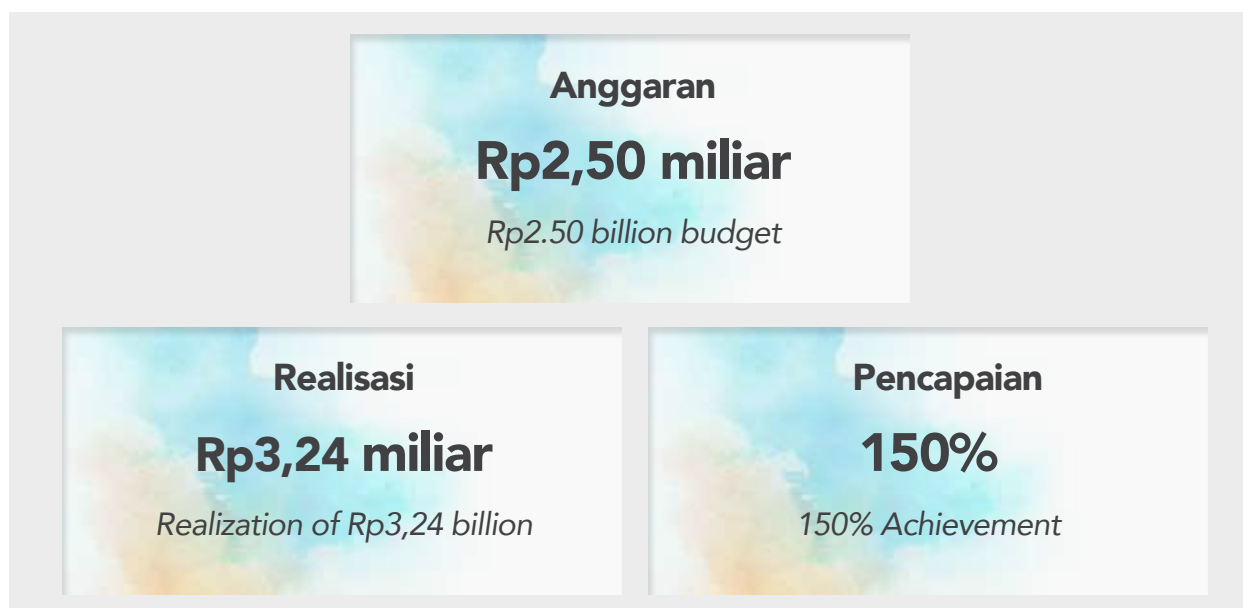 Anggaran
Rp2,50 miliar
Rp2.50 billion budget
Realisasi
Rp3,24 miliar
Realization of Rp3,24 billion
Pencapaian
150%
150% Achievement